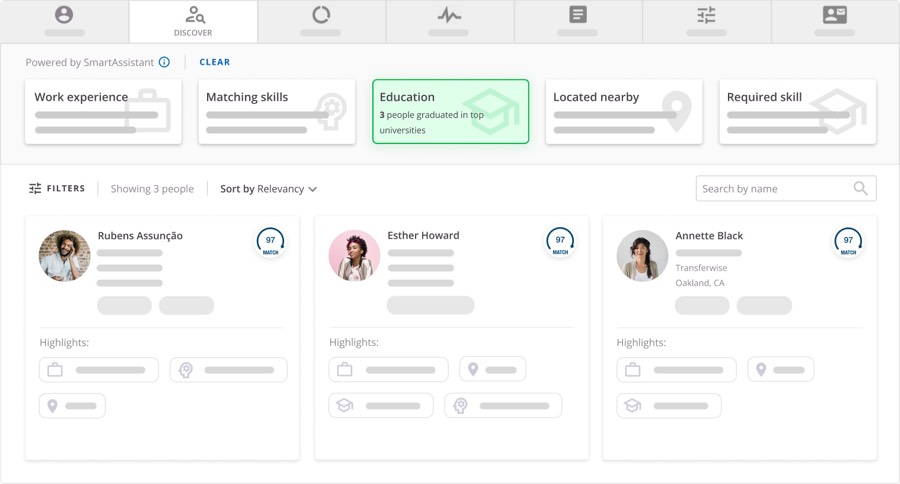 DISCOVER
Powered by SmartAssistant
CLEAR
Work experience
Matching skills
Education
3 people graduated in top
universities
Located nearby
Required skill
FILTERS
Showing 3 people
Sort by Relevancy
Search by name
Rubens Assunção
97
MATCH
Highlights:
Esther Howard
97
MATCH
Highlights:
Annette Black
97
MATCH
Transferwise
Oakland, CA
Highlights: